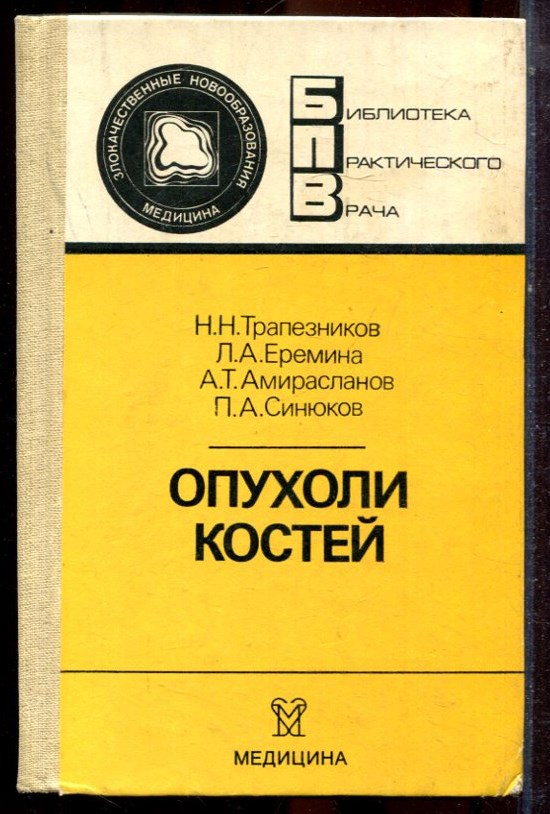 ЗЛОКАЧЕСТВЕННЫЕ НОВООБРАЗОВАНИЯ
МЕДИЦИНА
БИБЛИОТЕКА
ПРАКТИЧЕСКОГО
ВРАЧА
Н.Н.Трапезников
Л.А.Еремина
А.Т.Амирасланов
П.А.Синюков
ОПУХОЛИ
КОСТЕЙ
МЕДИЦИНА